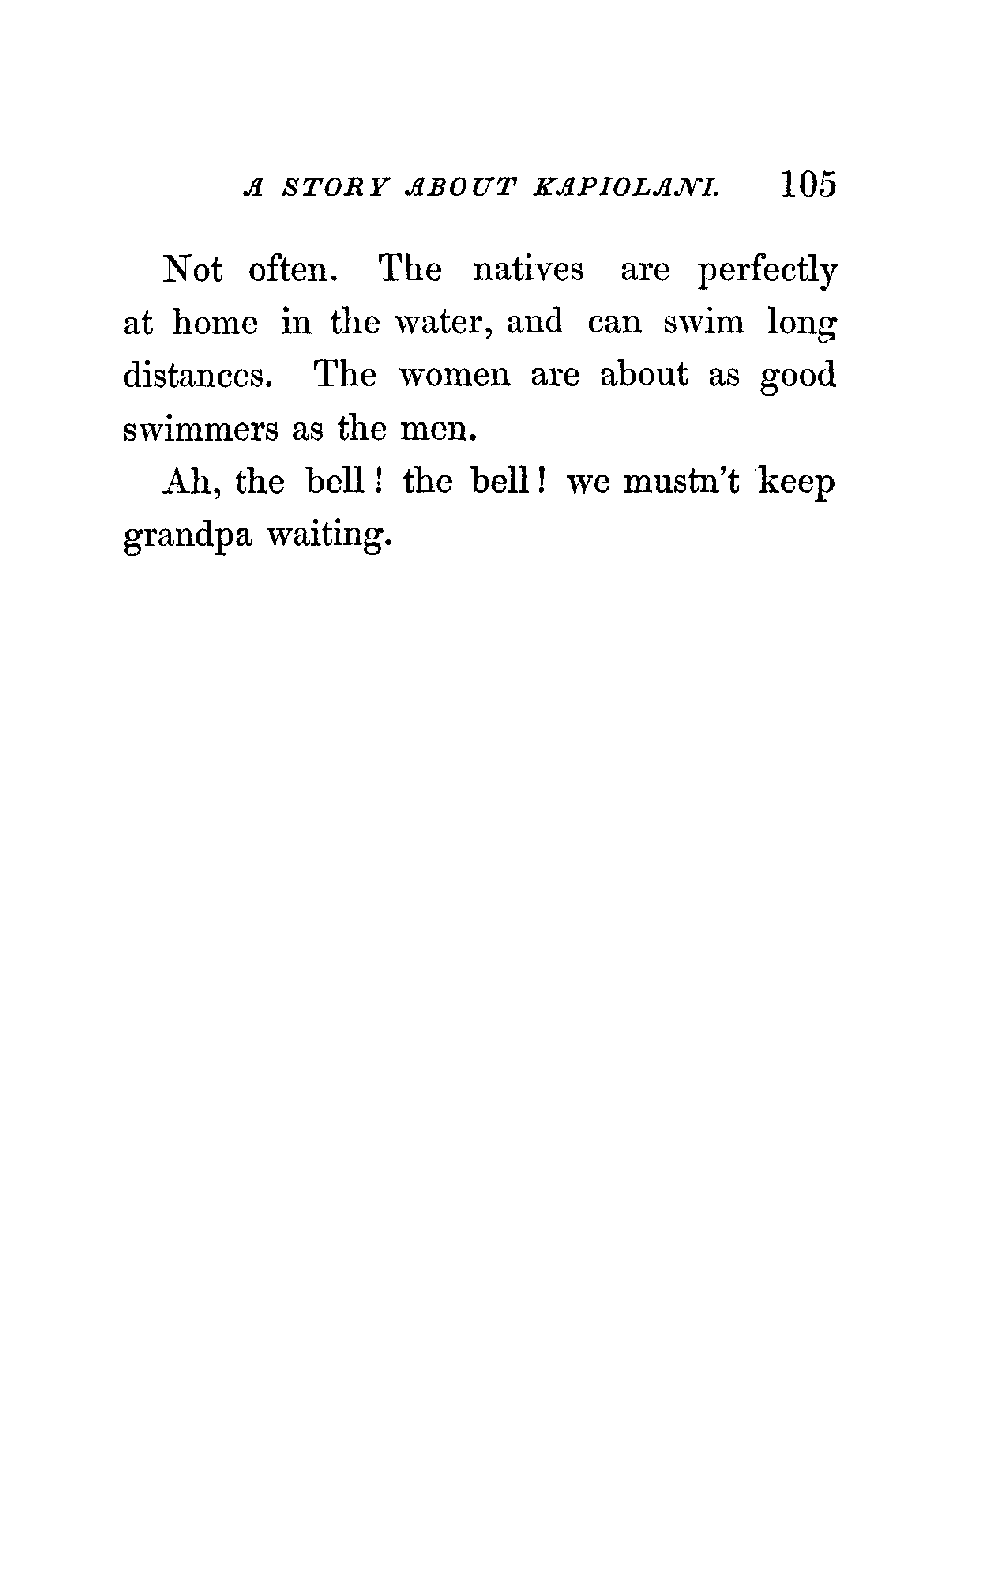 A STORY ABOUT KAPIOLANI. 105
Not often. The natives are perfectly
at home in the water, and can swim long
distances. The women are about as good
swimmers as the men.
Ah, the bell! the bell! we mustn't keep
grandpa waiting.